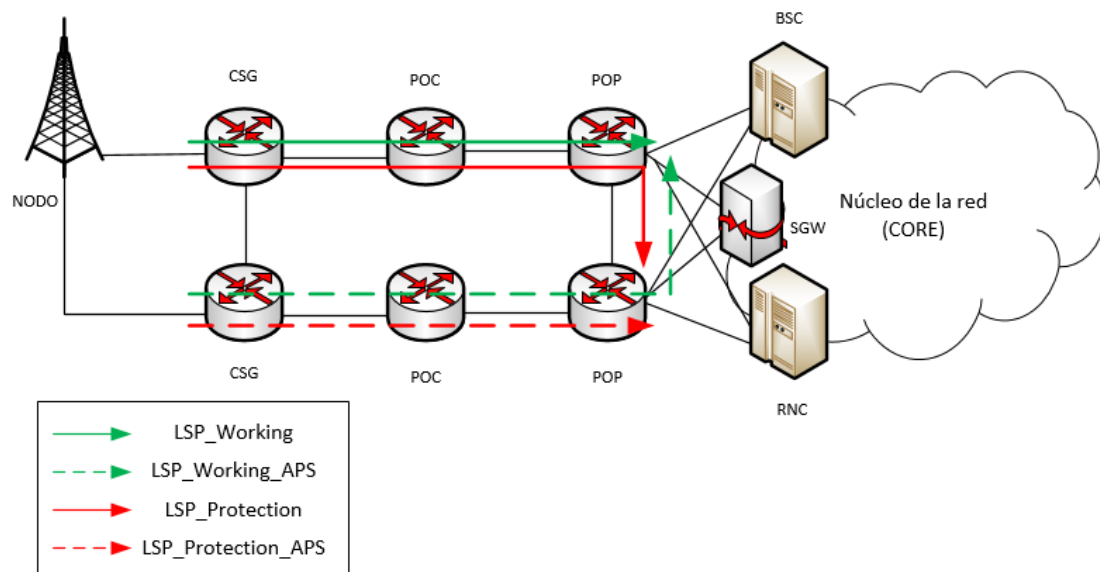 BSC
CSG
POC
POP
NODO
Núcleo de la red
(CORE)
SGW
CSG
POC
POP
RNC
LSP_Working
LSP_Working_APS
LSP_Protection
LSP_Protection_APS